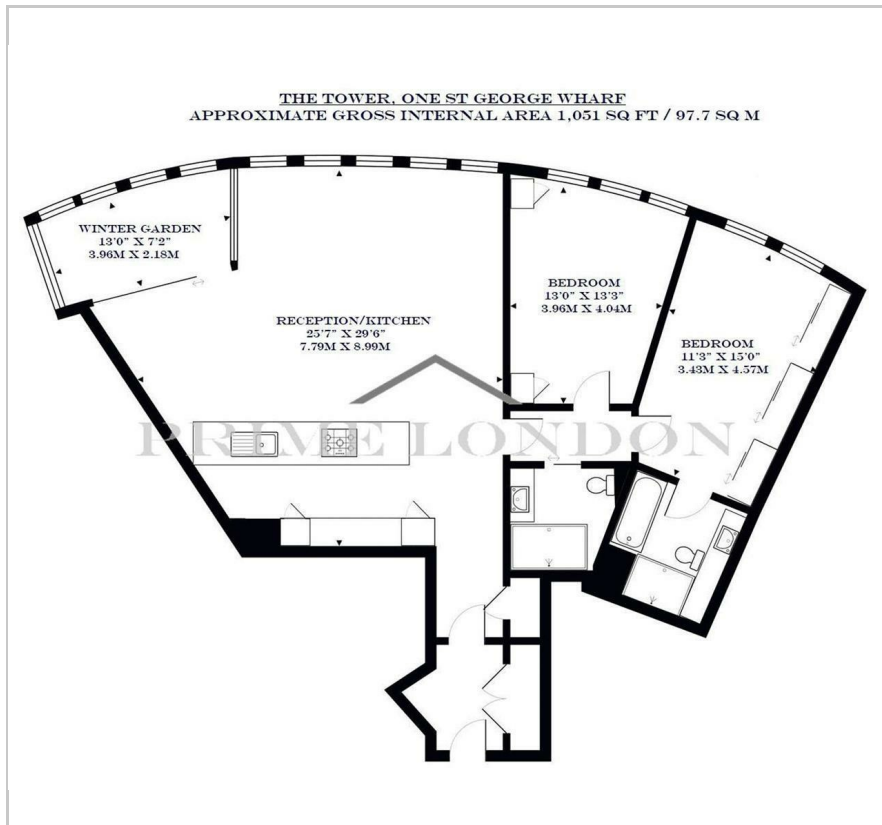 THE TOWER, ONE ST GEORGE WHARF
APPROXIMATE GROSS INTERNAL AREA 1,051 SQ FT / 97.7 SQ M
WINTER GARDEN
13'0" X 7'2"
3.96M X 2.18M
RECEPTION/KITCHEN
25'7" X 29'6"
7.79M X 8.99M
BEDROOM
13'0" X 13'3"
3.96M X 4.04M
BEDROOM
11'3" X 15'0"
3.43M X 4.57M
PRIME LONDON